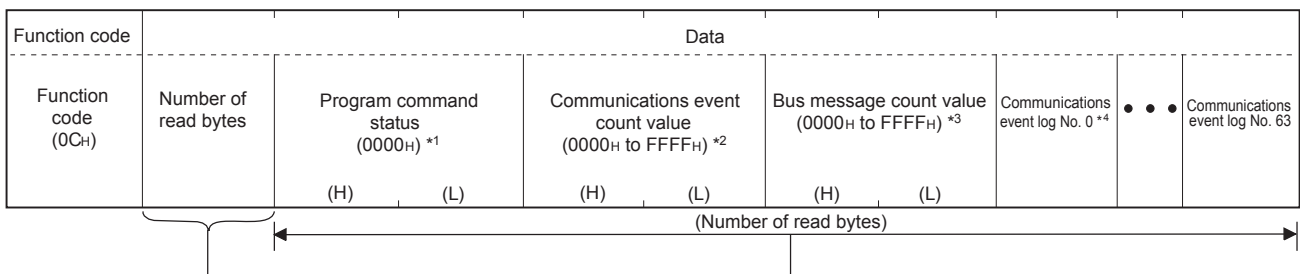 Function code
Data
Function
code
(0CH)
Number of
read bytes
Program command
status
(0000H) *1
(H) (L)
Communications event
count value
(0000H to FFFFH) *2
(H) (L)
Bus message count value
(0000H to FFFFH) *3
(H) (L)
Communications
event log No. 0 *4
• • •
Communications
event log No. 63
(Number of read bytes)